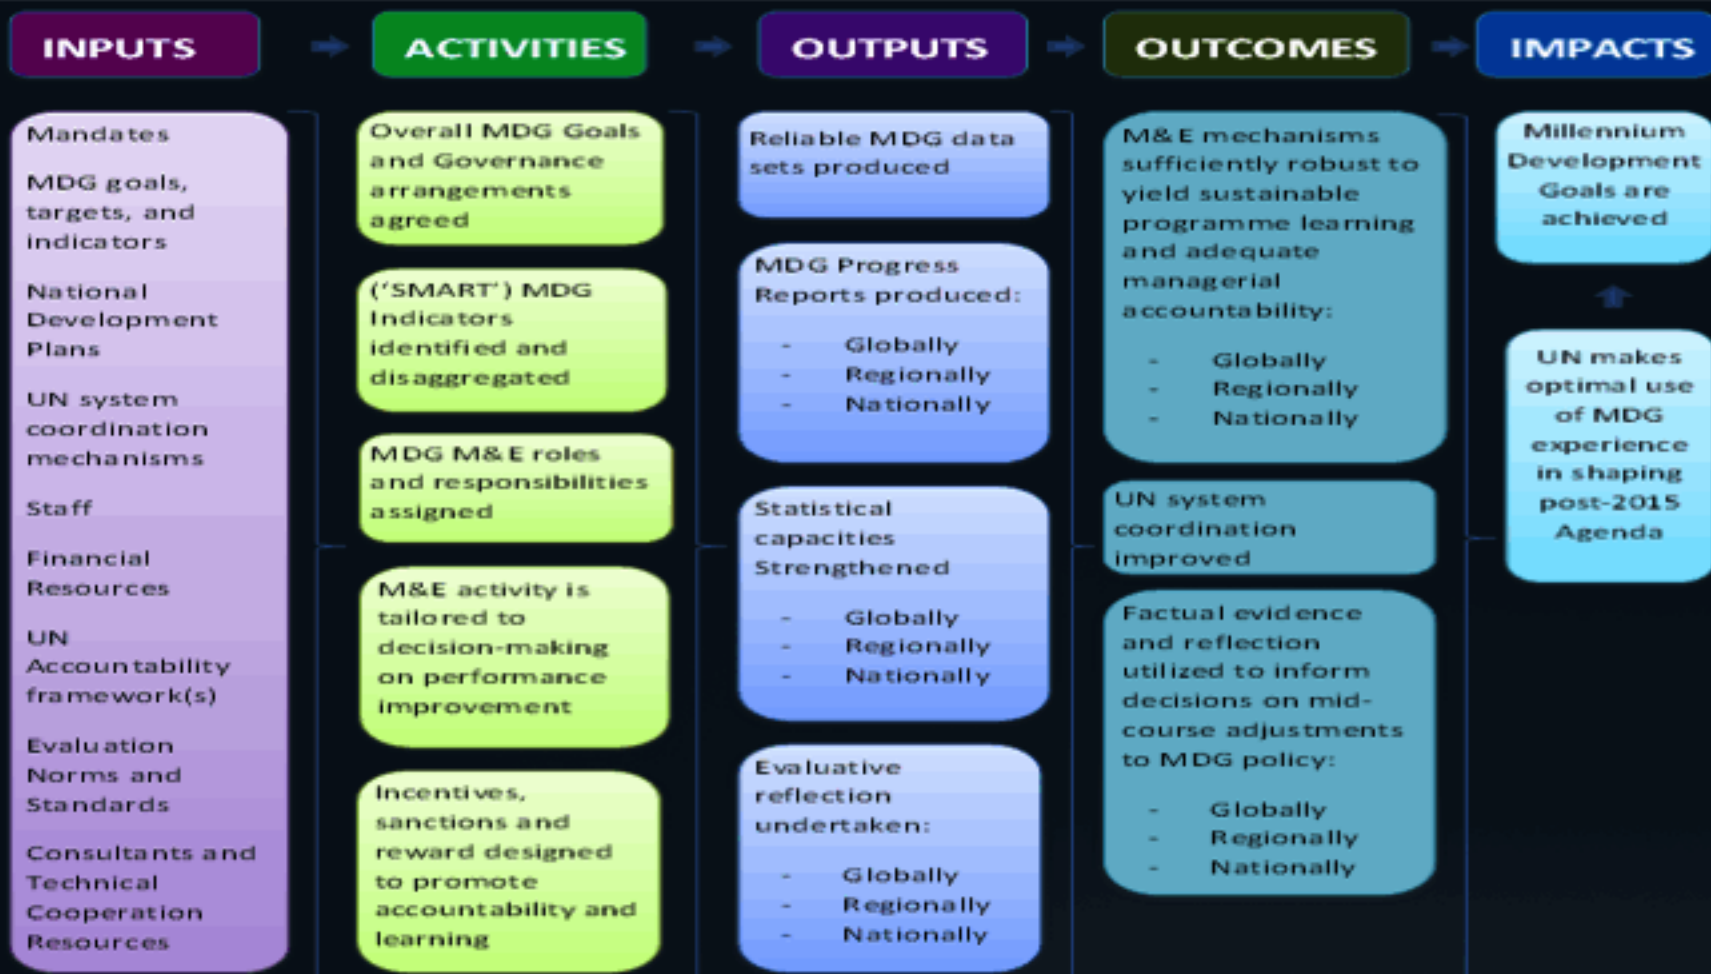 INPUTS
ACTIVITIES
OUTPUTS
OUTCOMES
IMPACTS
Mandates
MDG goals,
targets, and
indicators
National
Development
Plans
UN system
coordination
mechanisms
Staff
Financial
Resources
UN
Accountability
framework(s)
Evaluation
Norms and
Standards
Consultants and
Technical
Cooperation
Resources
Overall MDG Goals
and Governance
arrangements
agreed
('SMART') MDG
Indicators
identified and
disaggregated
MDG M&E roles
and responsibilities
assigned
M&E activity is
tailored to
decision-making
on performance
improvement
Incentives,
sanctions and
reward designed
to promote
accountability and
learning
Reliable MDG data
sets produced
MDG Progress
Reports produced:
- Globally
- Regionally
- Nationally
Statistical
capacities
Strengthened
- Globally
- Regionally
- Nationally
Evaluative
reflection
undertaken:
- Globally
- Regionally
- Nationally
M&E mechanisms
sufficiently robust to
yield sustainable
programme learning
and adequate
managerial
accountability:
- Globally
- Regionally
- Nationally
UN system
coordination
improved
Factual evidence
and reflection
utilized to inform
decisions on mid-
course adjustments
to MDG policy:
- Globally
- Regionally
- Nationally
Millennium
Development
Goals are
achieved
UN makes
optimal use
of MDG
experience
in shaping
post-2015
Agenda